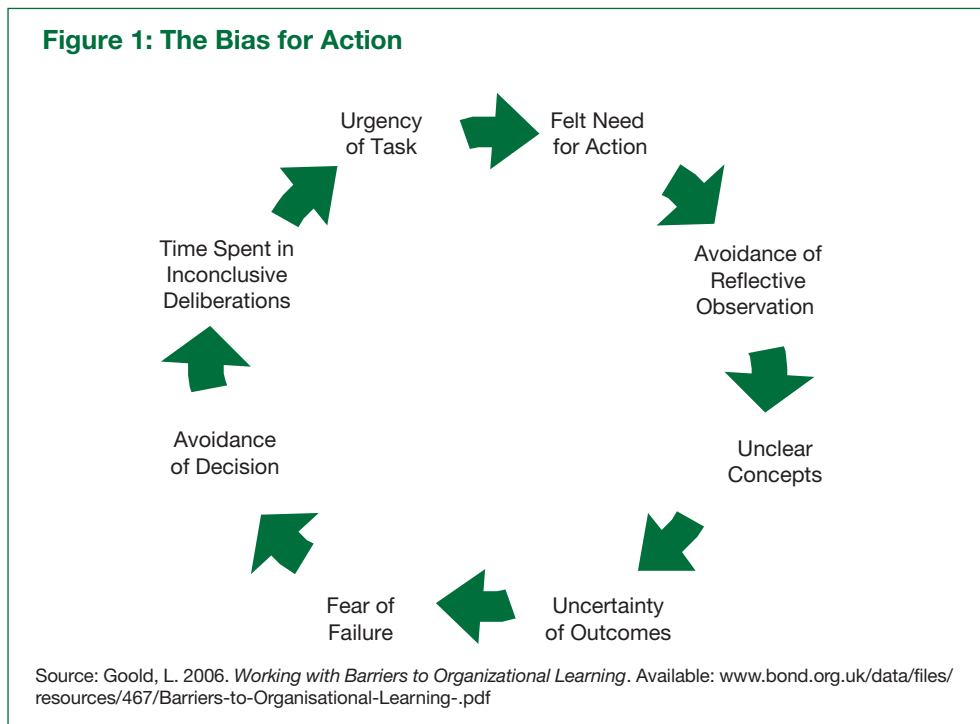 Figure 1: The Bias for Action
Urgency
of Task
Felt Need
for Action
Avoidance of
Reflective
Observation
Unclear
Concepts
Uncertainty
of Outcomes
Fear of
Failure
Avoidance
of Decision
Time Spent in
Inconclusive
Deliberations
Source: Goold, L. 2006. Working with Barriers to Organizational Learning. Available: www.bond.org.uk/data/files/
resources/467/Barriers-to-Organisational-Learning-.pdf